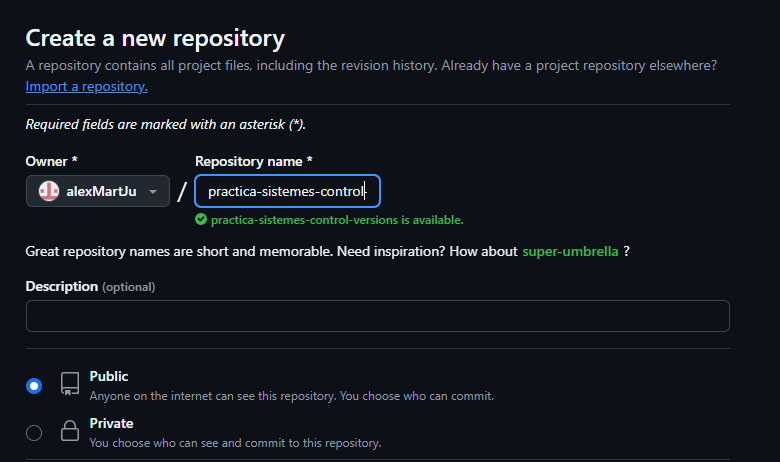 Create a new repository
A repository contains all project files, including the revision history. Already have a project repository elsewhere?
Import a repository.
Required fields are marked with an asterisk (*).
Owner * Repository name *
alexMartJu / practica-sistemes-control-
practica-sistemes-control-versions is available.
Great repository names are short and memorable. Need inspiration? How about super-umbrella ?
Description (optional)
Public
Anyone on the internet can see this repository. You choose who can commit.
Private
You choose who can see and commit to this repository.